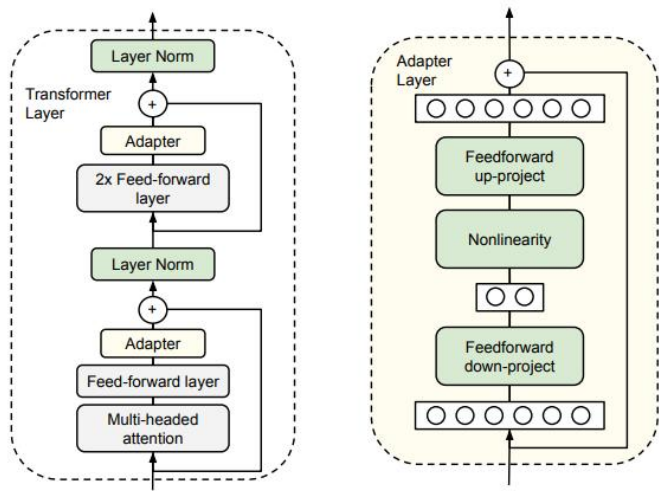 Layer Norm
Transformer
Layer
+
Adapter
2x Feed-forward
layer
Layer Norm
+
Adapter
Feed-forward layer
Multi-headed
attention
Adapter
Layer
+
Feedforward
up-project
Nonlinearity
Feedforward
down-project